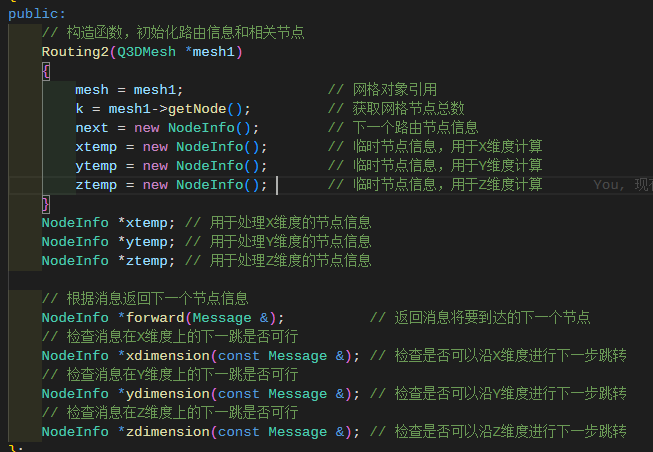 public:
// 构造函数，初始化路由信息和相关节点
Routing2(Q3DMesh *mesh1)
{
mesh = mesh1; // 网格对象引用
k = mesh1->getNode(); // 获取网格节点总数
next = new NodeInfo(); // 下一个路由节点信息
xtemp = new NodeInfo(); // 临时节点信息，用于X维度计算
ytemp = new NodeInfo(); // 临时节点信息，用于Y维度计算
ztemp = new NodeInfo(); // 临时节点信息，用于Z维度计算 You, 现在
}
NodeInfo *xtemp; // 用于处理X维度的节点信息
NodeInfo *ytemp; // 用于处理Y维度的节点信息
NodeInfo *ztemp; // 用于处理Z维度的节点信息
// 根据消息返回下一个节点信息
NodeInfo *forward(Message &); // 返回消息将要到达的下一个节点
// 检查消息在X维度上的下一跳是否可行
NodeInfo *xdimension(const Message &); // 检查是否可以沿X维度进行下一步跳转
// 检查消息在Y维度上的下一跳是否可行
NodeInfo *ydimension(const Message &); // 检查是否可以沿Y维度进行下一步跳转
// 检查消息在Z维度上的下一跳是否可行
NodeInfo *zdimension(const Message &); // 检查是否可以沿Z维度进行下一步跳转
};